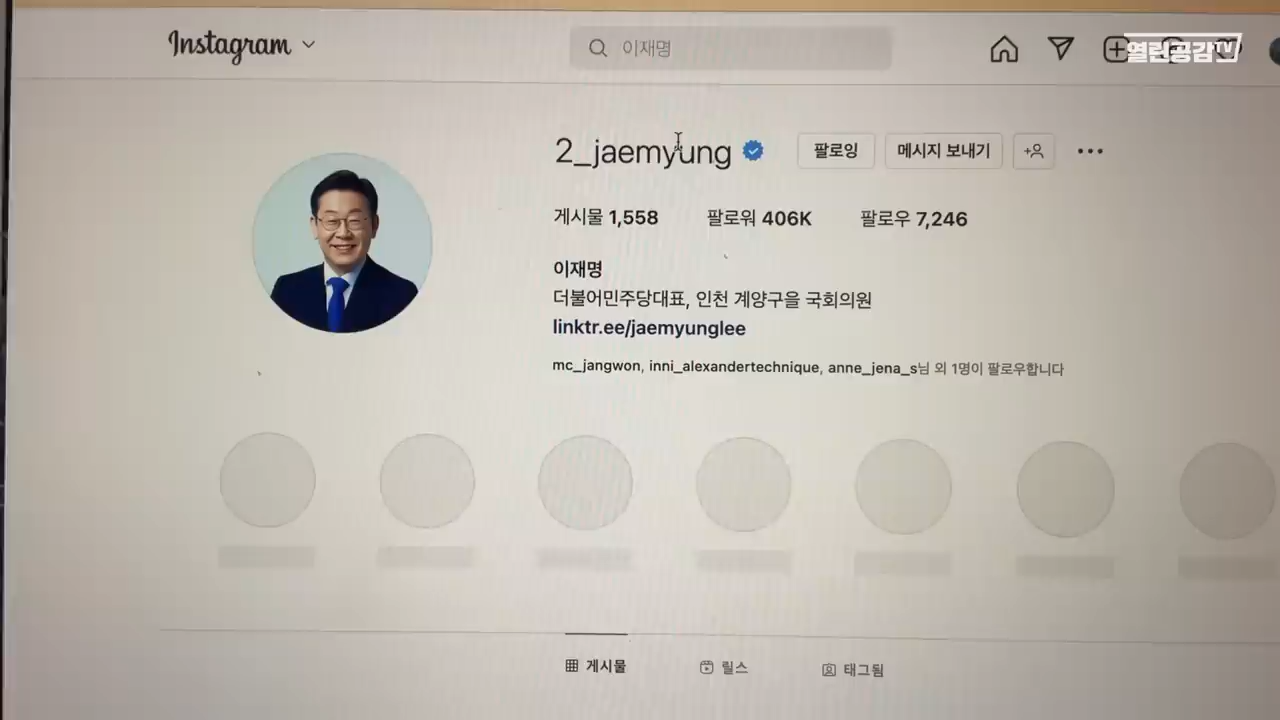 Instagram
이재명
열린공감TV
2_jaemyung
팔로잉
메시지 보내기
게시물 1,558
팔로워 406K
팔로우 7,246
이재명
더불어민주당대표, 인천 계양구을 국회의원
linktr.ee/jaemyunglee
mc_jangwon, inni_alexandertechnique, anne_jena_s님 외 1명이 팔로우합니다
게시물
릴스
태그됨